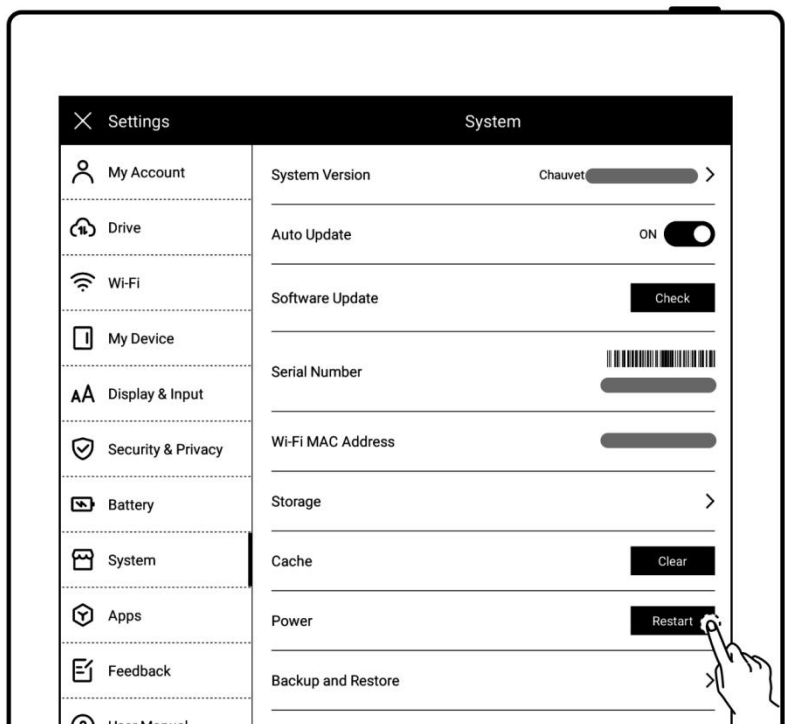 Settings
System
My Account
Drive
Wi-Fi
My Device
Display & Input
Security & Privacy
Battery
System
Apps
Feedback
User Manual
System Version Chauvet
Auto Update ON
Software Update Check
Serial Number
Wi-Fi MAC Address
Storage
Cache Clear
Power Restart
Backup and Restore